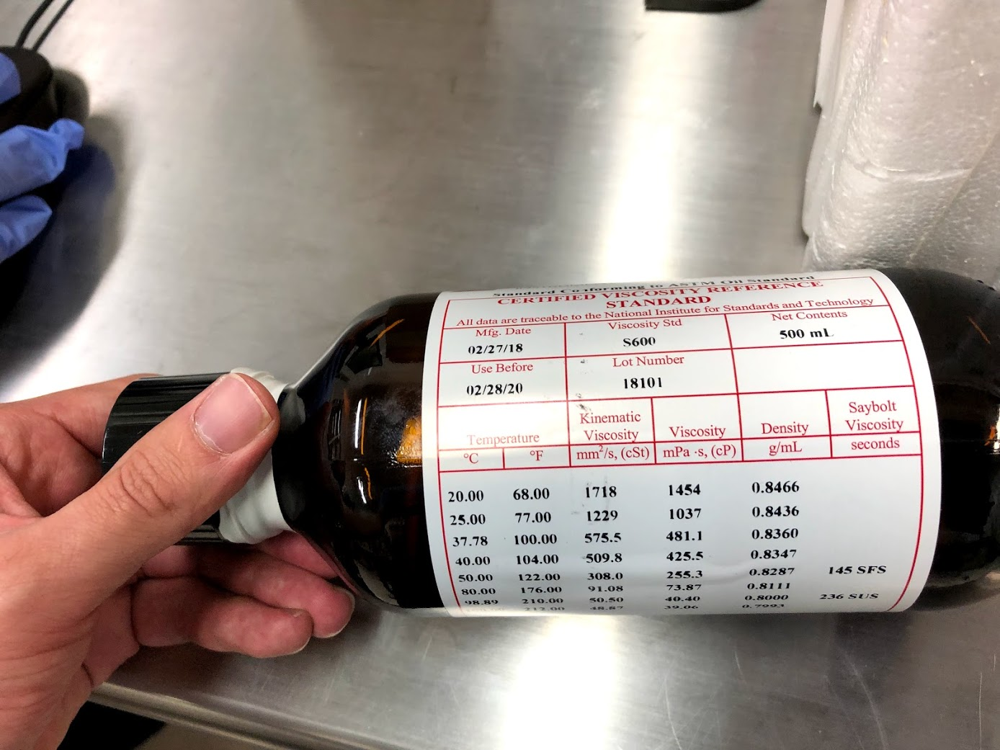 Standard Conforming to ASTM Oil Standard
CERTIFIED VISCOSITY REFERENCE
STANDARD
All data are traceable to the National Institute for Standards and Technology
Mfg. Date Viscosity Std Net Contents
02/27/18 S600 500 mL
Use Before Lot Number
02/28/20 18101
Temperature Kinematic Viscosity Viscosity Density Saybolt Viscosity
°C °F mm²/s, (cSt) mPa ·s, (cP) g/mL seconds
20.00 68.00 1718 1454 0.8466
25.00 77.00 1229 1037 0.8436
37.78 100.00 575.5 481.1 0.8360
40.00 104.00 509.8 425.5 0.8347
50.00 122.00 308.0 255.3 0.8287 145 SFS
80.00 176.00 91.08 73.87 0.8111
98.89 210.00 50.50 40.40 0.8000 236 SUS
212.00 48.87 39.06 0.7993